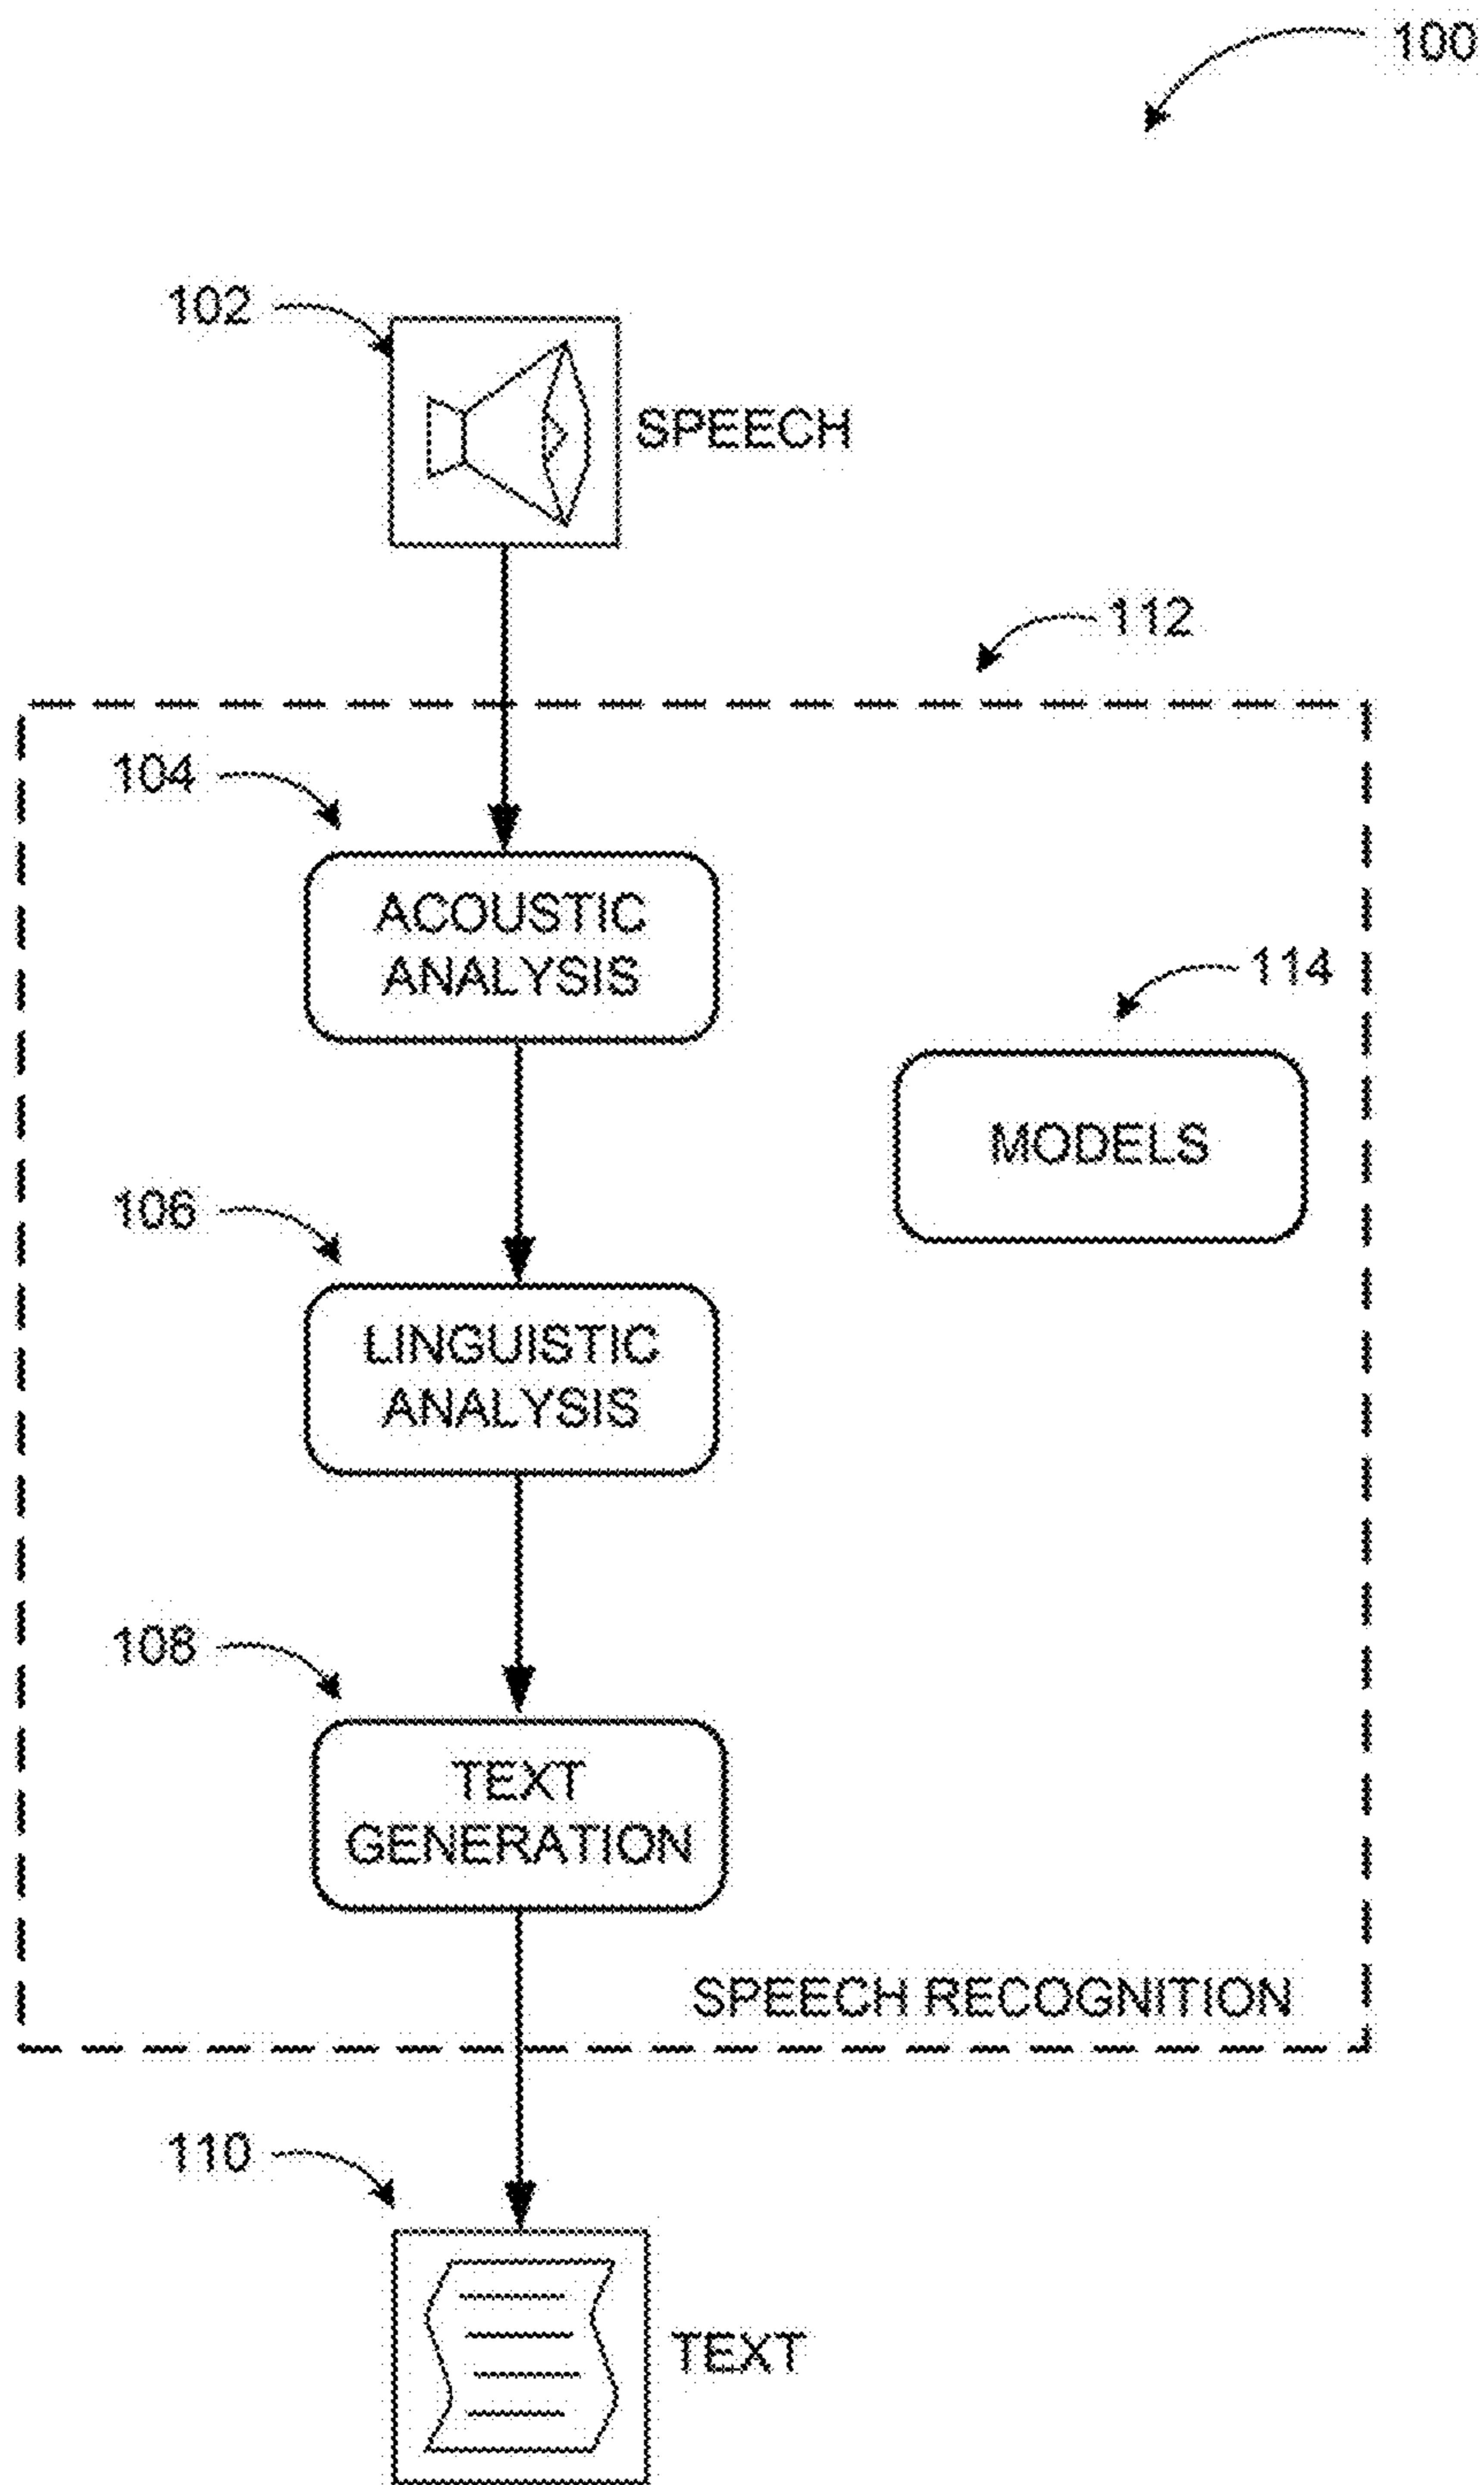 100
102
SPEECH
112
104
ACOUSTIC
ANALYSIS
114
MODELS
106
LINGUISTIC
ANALYSIS
108
TEXT
GENERATION
SPEECH RECOGNITION
110
TEXT